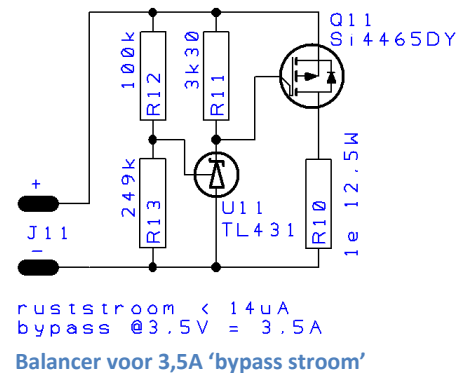 Q11
Si4465DY
100k
R12
3k30
R11
+
J11
−
249k
R13
U11
TL431
R10
1e 12,5W
ruststroom < 14uA
bypass @3,5V = 3,5A
Balancer voor 3,5A ‘bypass stroom’